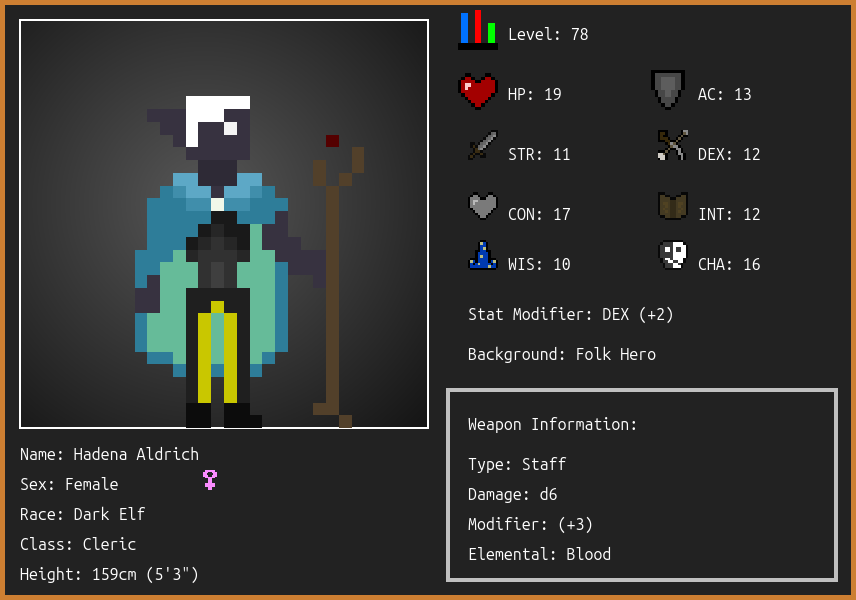 Level: 78
HP: 19
AC: 13
STR: 11
DEX: 12
CON: 17
INT: 12
WIS: 10
CHA: 16
Stat Modifier: DEX (+2)
Background: Folk Hero
Weapon Information:
Type: Staff
Damage: d6
Modifier: (+3)
Elemental: Blood
Name: Hadena Aldrich
Sex: Female
Race: Dark Elf
Class: Cleric
Height: 159cm (5'3")